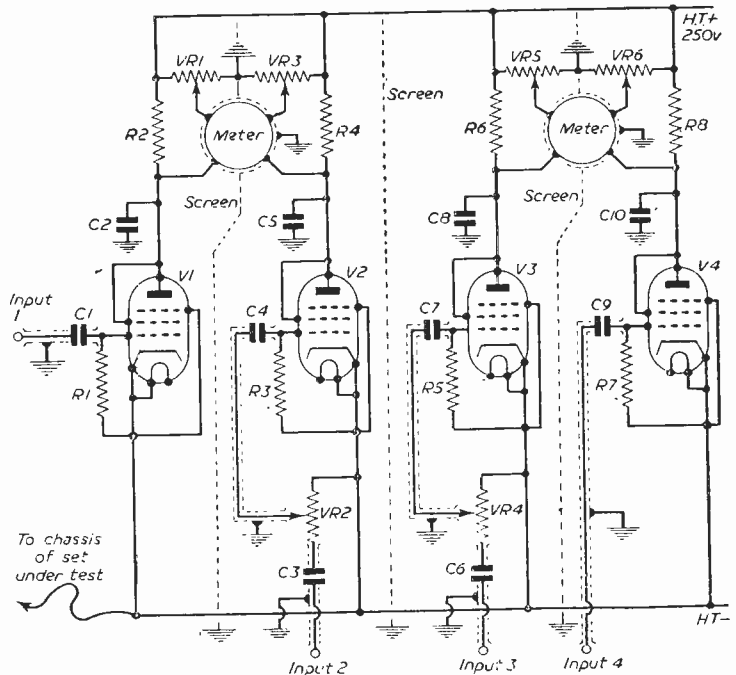 H.T.+
250v
VR1
VR3
VR5
VR6
Screen
R2
Meter
R4
R6
Meter
R8
Screen
Screen
C2
C5
C8
C10
V1
V2
V3
V4
Input
1
C1
C4
C7
C9
R1
R3
R5
R7
VR2
VR4
To chassis
of set
under test
C3
C6
HT-
Input 2
Input 3
Input 4